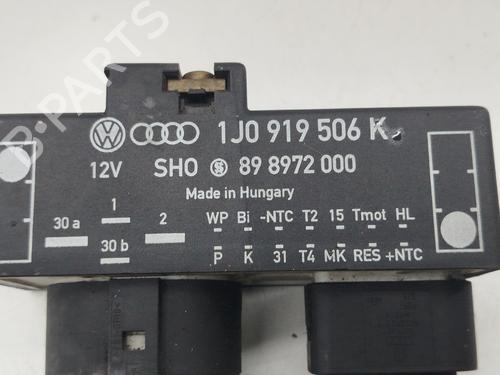 1J0 919 506 K
12V SHO 89 8972 000
Made in Hungary
1
30 a 2
30 b
WP Bi -NTC T2 15 Tmot HL
P K 31 T4 MK RES +NTC